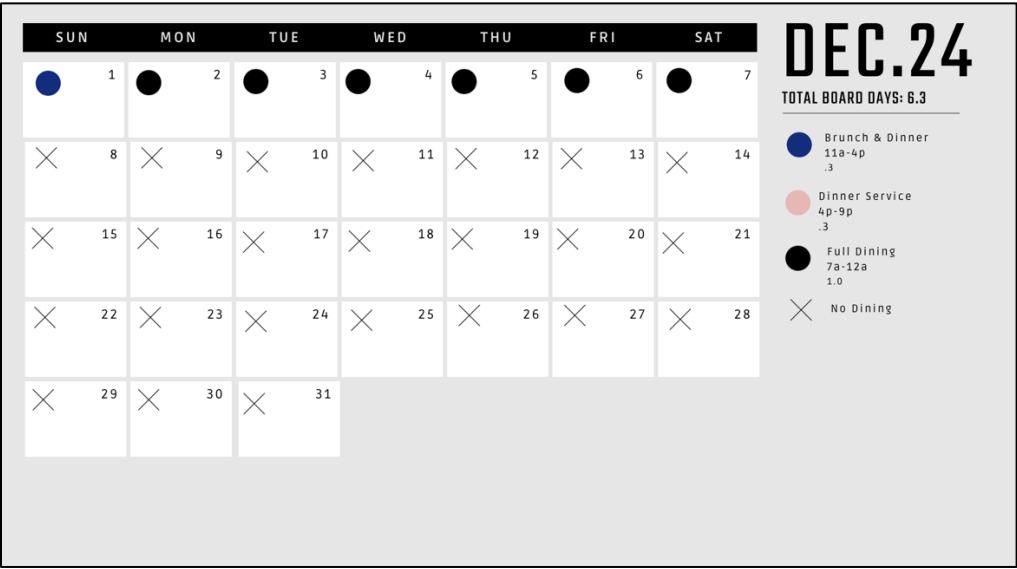 SUN MON TUE WED THU FRI SAT
1 2 3 4 5 6 7
8 9 10 11 12 13 14
15 16 17 18 19 20 21
22 23 24 25 26 27 28
29 30 31
DEC.24
TOTAL BOARD DAYS: 6.3
Brunch & Dinner
11a-4p
.3
Dinner Service
4p-9p
.3
Full Dining
7a-12a
1.0
No Dining